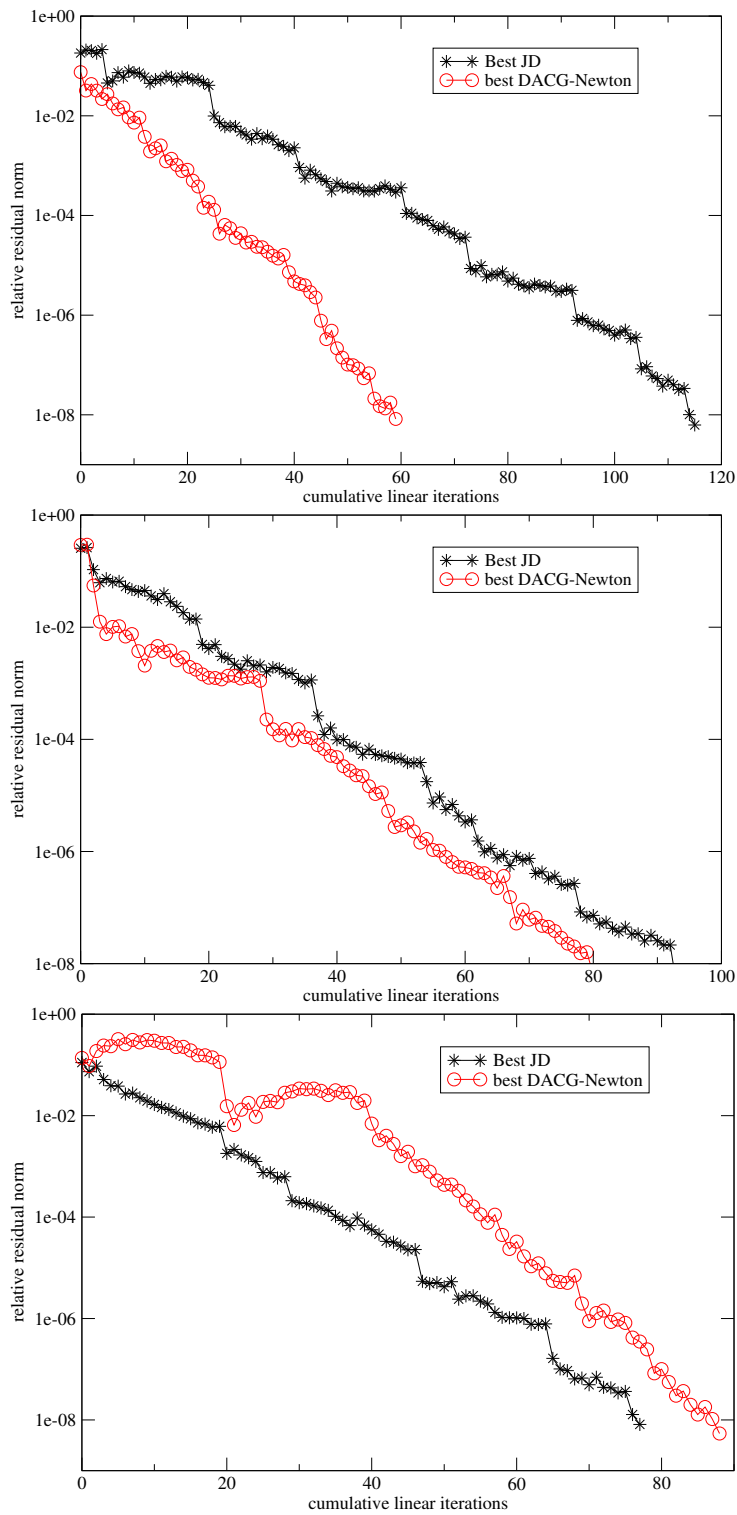 1e+00
1e-02
1e-04
1e-06
1e-08
relative residual norm
Best JD
best DACG-Newton
0 20 40 60 80 100 120
cumulative linear iterations
1e+00
1e-02
1e-04
1e-06
1e-08
relative residual norm
Best JD
best DACG-Newton
0 20 40 60 80 100
cumulative linear iterations
1e+00
1e-02
1e-04
1e-06
1e-08
relative residual norm
Best JD
best DACG-Newton
0 20 40 60 80
cumulative linear iterations